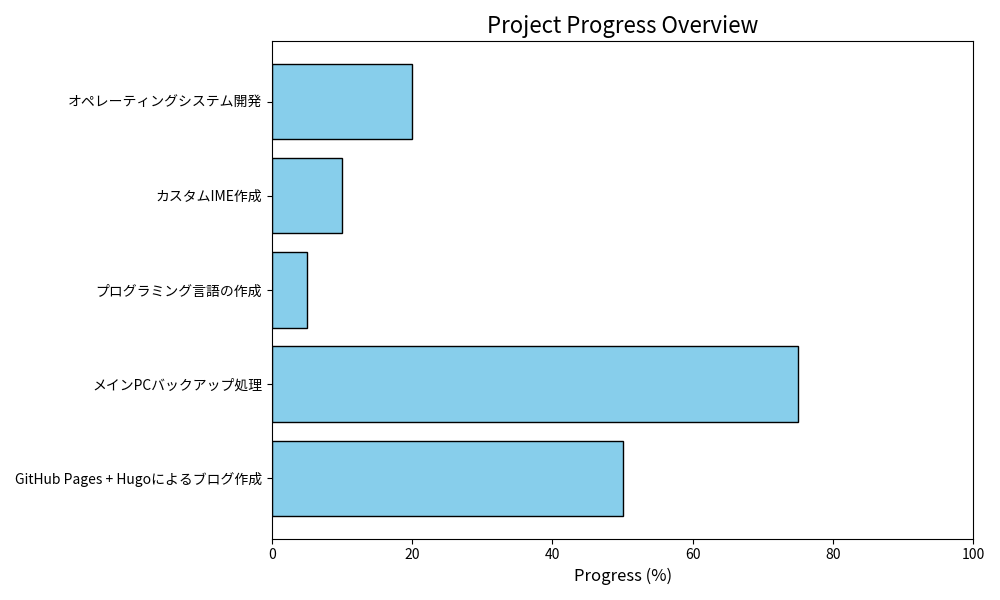 Project Progress Overview
オペレーティングシステム開発
カスタムIME作成
プログラミング言語の作成
メインPCバックアップ処理
GitHub Pages + Hugoによるブログ作成
0 20 40 60 80 100
Progress (%)